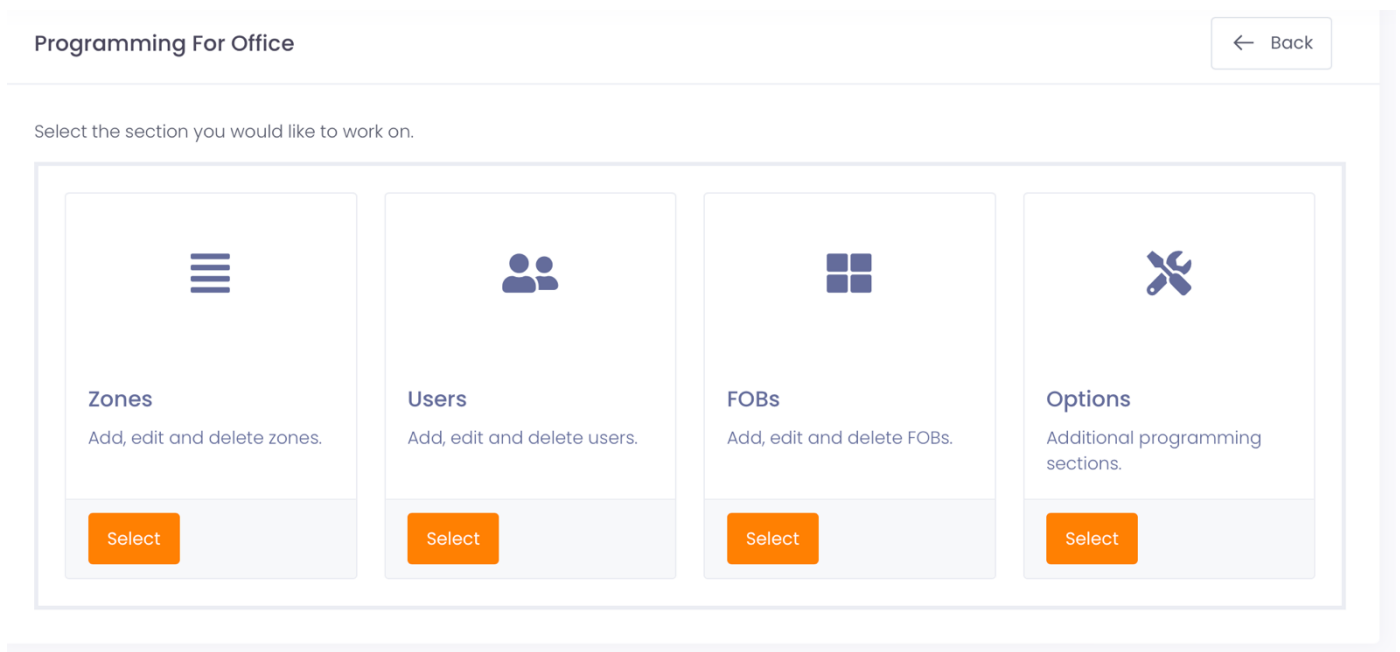 Programming For Office
Back
Select the section you would like to work on.
Zones
Add, edit and delete zones.
Select
Users
Add, edit and delete users.
Select
FOBs
Add, edit and delete FOBs.
Select
Options
Additional programming
sections.
Select